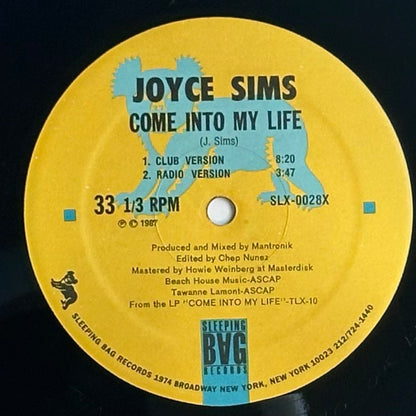 JOYCE SIMS
COME INTO MY LIFE
(J. Sims)
1. CLUB VERSION 8:20
2. RADIO VERSION 3:47
33 1/3 RPM SLX-0028X
℗ © 1987
Produced and Mixed by Mantronik
Edited by Chep Nunez
Mastered by Howie Weinberg at Masterdisk
Beach House Music-ASCAP
Tawanne Lamont-ASCAP
From the LP "COME INTO MY LIFE"-TLX-10
SLEEPING
BAG
RECORDS
SLEEPING BAG RECORDS 1974 BROADWAY NEW YORK, NEW YORK 10023 212/724-1440